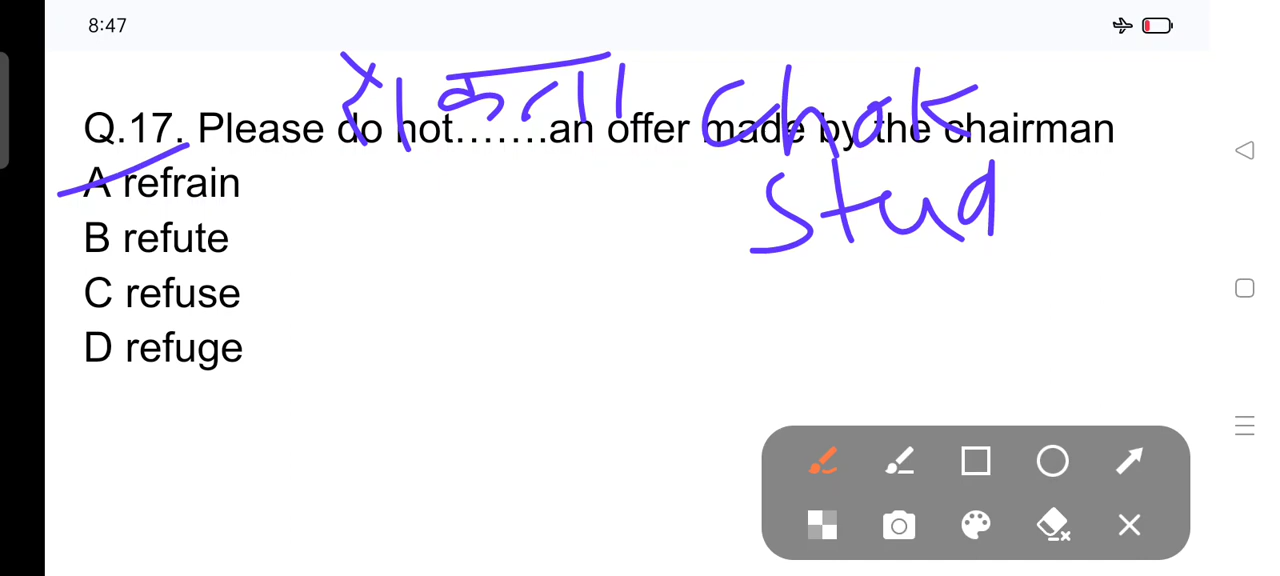 8:47
रोकना chak
Q.17. Please do not.......an offer made by the chairman
stud
A refrain
B refute
C refuse
D refuge